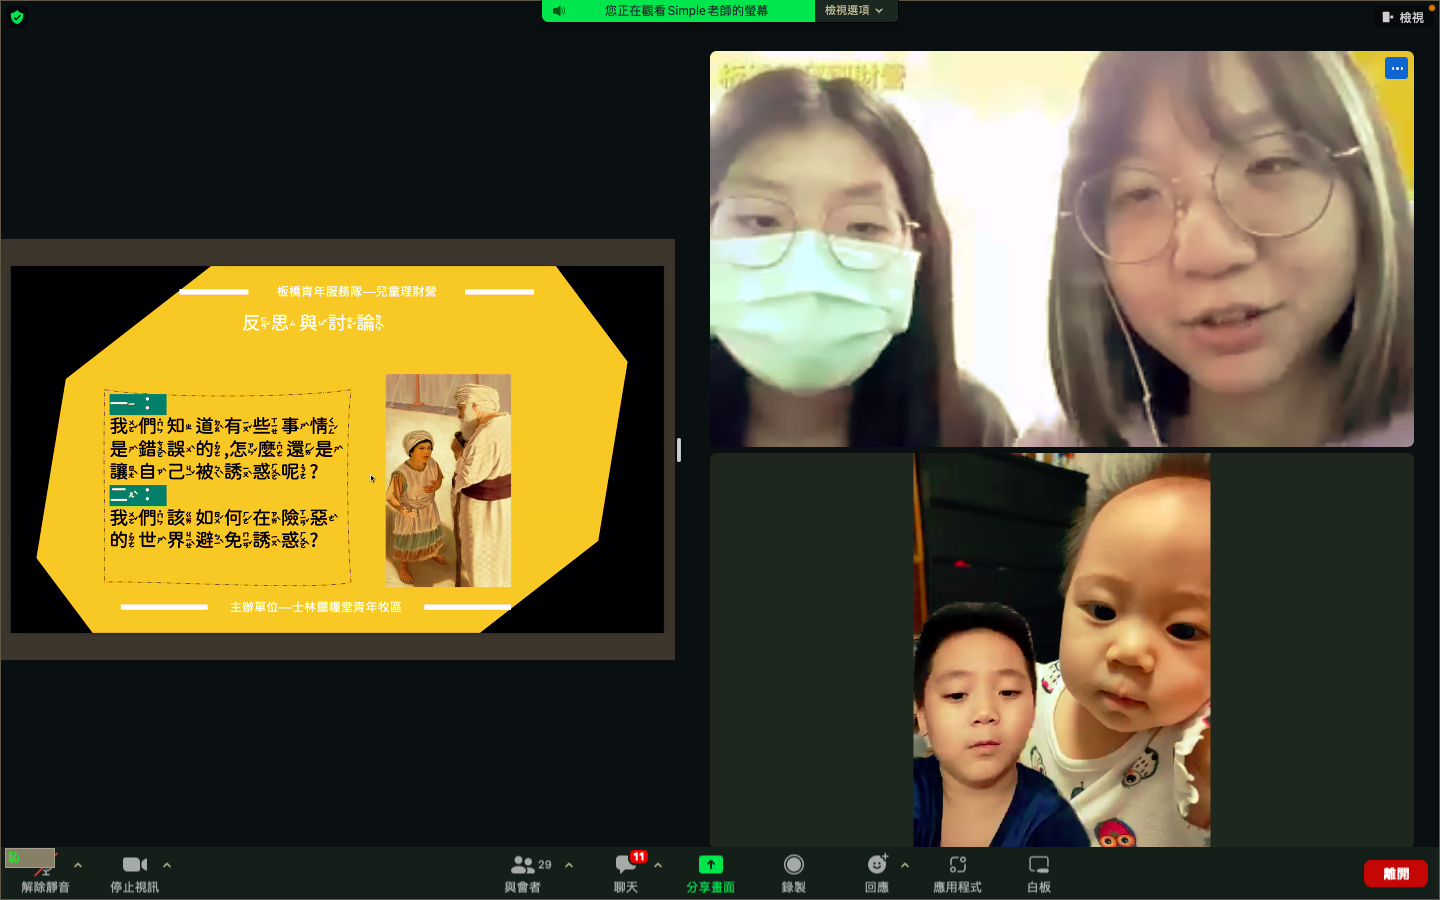 您正在觀看Simple老師的螢幕
檢視選項
檢視
板橋青年服務隊—兒童理財營
反思與討論
一：
我們知道有些事情
是錯誤的,怎麼還是
讓自己被誘惑呢?
二：
我們該如何在險惡
的世界避免誘惑?
主辦單位—士林靈糧堂青年牧區
解除靜音
停止視訊
29
與會者
11
聊天
分享畫面
錄製
回應
應用程式
白板
離開